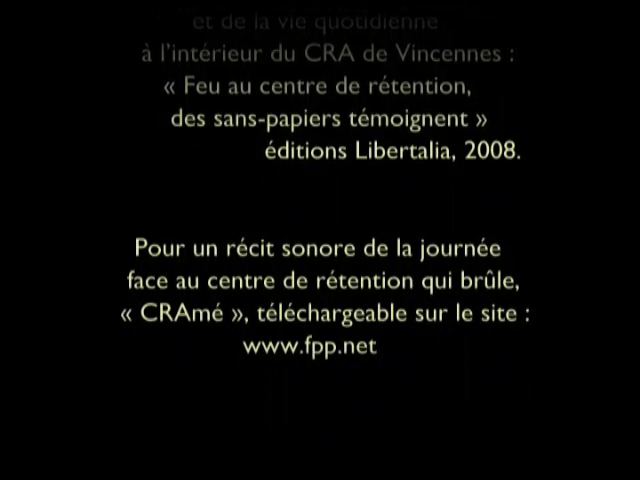 et de la vie quotidienne
à l'intérieur du CRA de Vincennes :
« Feu au centre de rétention,
des sans-papiers témoignent »
éditions Libertalia, 2008.
Pour un récit sonore de la journée
face au centre de rétention qui brûle,
« CRAmé », téléchargeable sur le site :
www.fpp.net